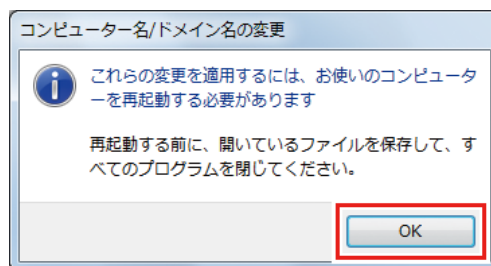 コンピューター名/ドメイン名の変更
これらの変更を適用するには、お使いのコンピュータ
ーを再起動する必要があります
再起動する前に、開いているファイルを保存して、す
べてのプログラムを閉じてください。
OK